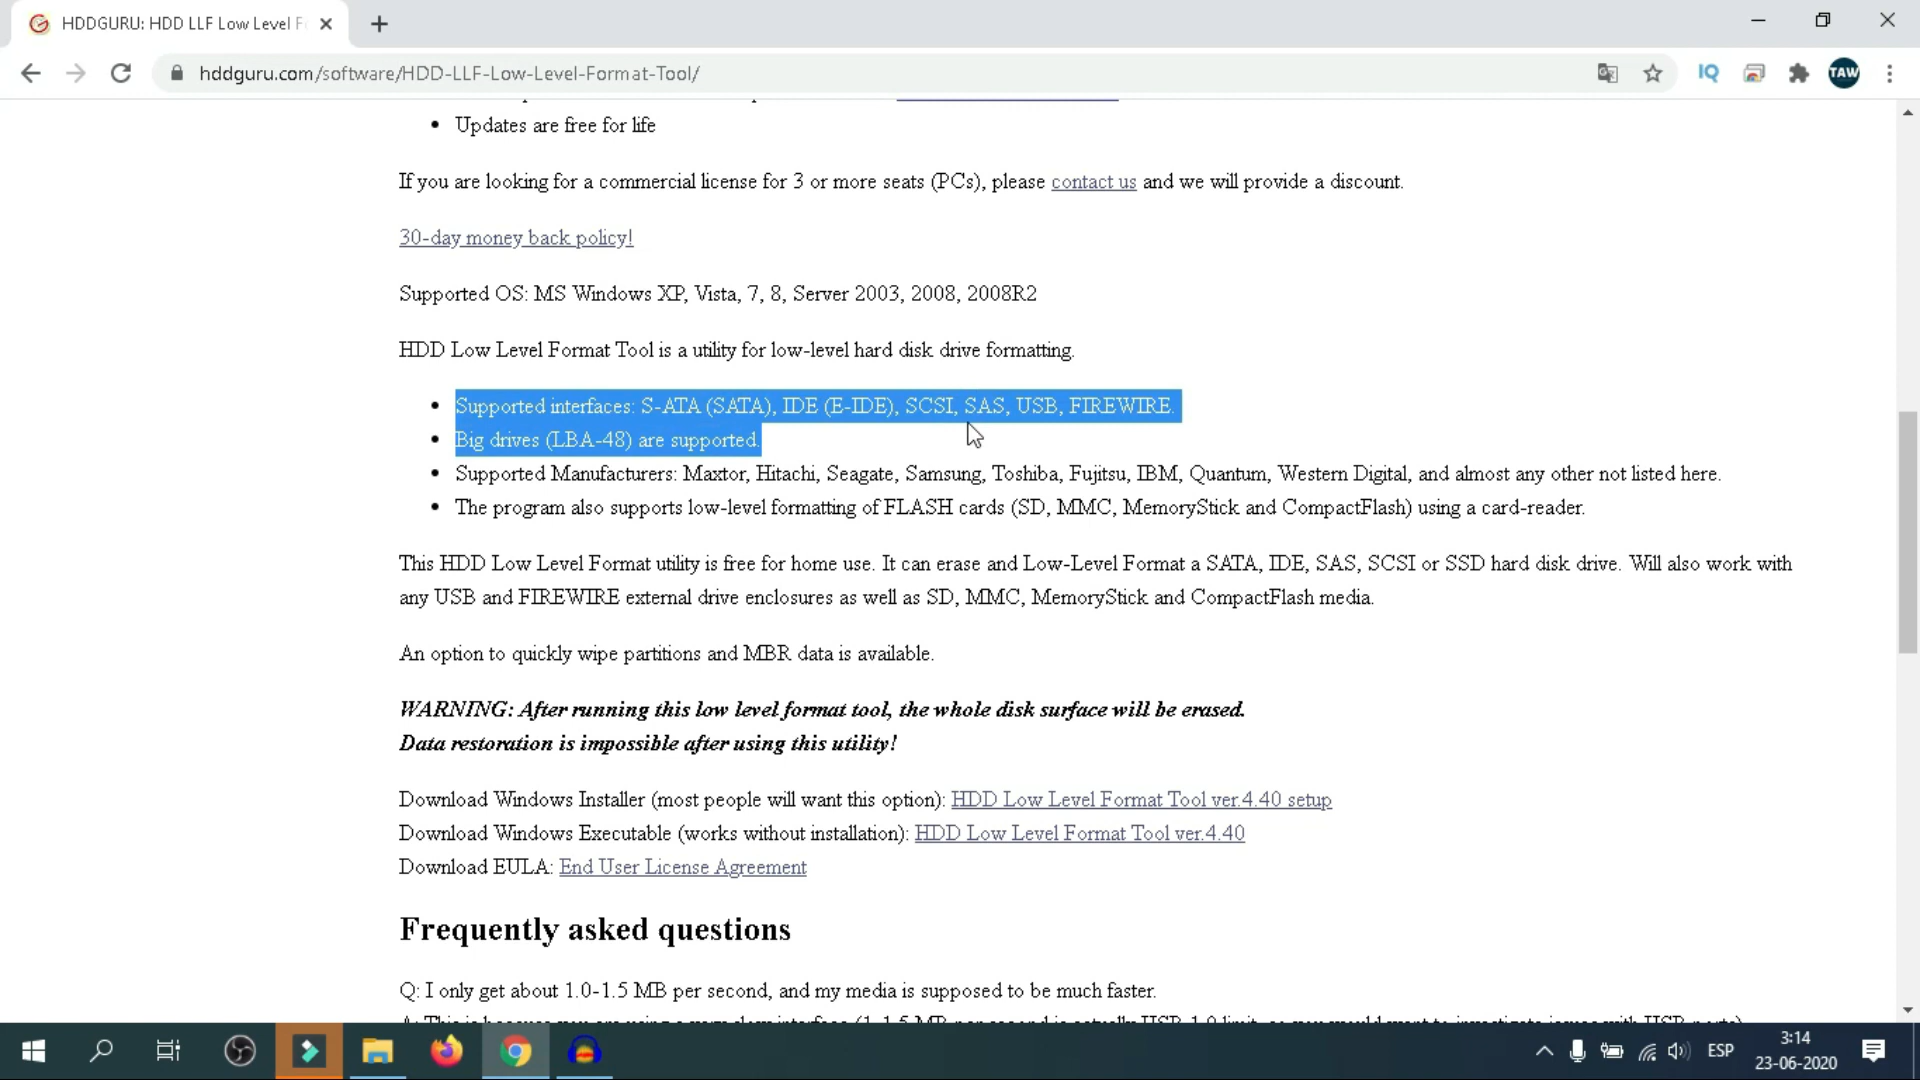 HDDGURU: HDD LLF Low Level F
hddguru.com/software/HDD-LLF-Low-Level-Format-Tool/
IQ
TAW
• Updates are free for life
If you are looking for a commercial license for 3 or more seats (PCs), please contact us and we will provide a discount.
30-day money back policy!
Supported OS: MS Windows XP, Vista, 7, 8, Server 2003, 2008, 2008R2
HDD Low Level Format Tool is a utility for low-level hard disk drive formatting.
• Supported interfaces: S-ATA (SATA), IDE (E-IDE), SCSI, SAS, USB, FIREWIRE.
• Big drives (LBA-48) are supported.
• Supported Manufacturers: Maxtor, Hitachi, Seagate, Samsung, Toshiba, Fujitsu, IBM, Quantum, Western Digital, and almost any other not listed here.
• The program also supports low-level formatting of FLASH cards (SD, MMC, MemoryStick and CompactFlash) using a card-reader.
This HDD Low Level Format utility is free for home use. It can erase and Low-Level Format a SATA, IDE, SAS, SCSI or SSD hard disk drive. Will also work with
any USB and FIREWIRE external drive enclosures as well as SD, MMC, MemoryStick and CompactFlash media.
An option to quickly wipe partitions and MBR data is available.
WARNING: After running this low level format tool, the whole disk surface will be erased.
Data restoration is impossible after using this utility!
Download Windows Installer (most people will want this option): HDD Low Level Format Tool ver.4.40 setup
Download Windows Executable (works without installation): HDD Low Level Format Tool ver.4.40
Download EULA: End User License Agreement
Frequently asked questions
Q: I only get about 1.0-1.5 MB per second, and my media is supposed to be much faster.
ESP
3:14
23-06-2020